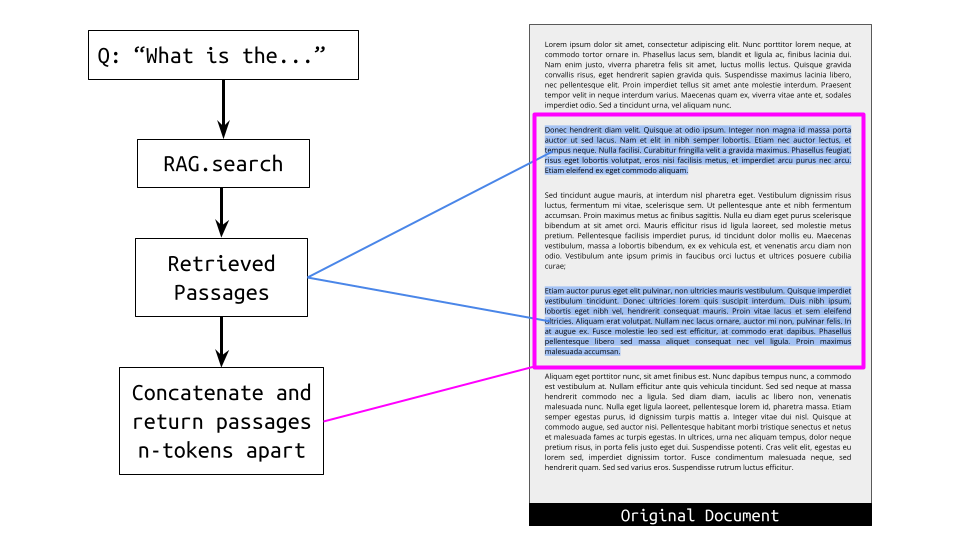 Q: “What is the...”
RAG.search
Retrieved
Passages
Concatenate and
return passages
n-tokens apart
Lorem ipsum dolor sit amet, consectetur adipiscing elit. Nunc porttitor lorem neque, at
commodo tortor ornare in. Phasellus lacus sem, blandit et ligula ac, finibus lacinia dui.
Nam enim justo, viverra pharetra felis sit amet, luctus mollis lectus. Quisque gravida
convallis risus, eget hendrerit sapien gravida quis. Suspendisse maximus lacinia libero,
nec pellentesque elit. Proin imperdiet tellus sit amet ante molestie interdum. Praesent
tempor velit in neque interdum varius. Maecenas quam ex, viverra vitae ante et, sodales
imperdiet odio. Sed a tincidunt urna, vel aliquam nunc.
Donec hendrerit diam velit. Quisque at odio ipsum. Integer non magna id massa porta
auctor ut sed lacus. Nam et elit in nibh semper lobortis. Etiam nec auctor lectus, et
tempus neque. Nulla facilisi. Curabitur fringilla velit a gravida maximus. Phasellus feugiat,
risus eget lobortis volutpat, eros nisi facilisis metus, et imperdiet arcu purus nec arcu.
Etiam eleifend ex eget commodo aliquam.
Sed tincidunt augue mauris, at interdum nisl pharetra eget. Vestibulum dignissim risus
luctus, fermentum mi vitae, scelerisque sem. Ut pellentesque ante et nibh fermentum
accumsan. Proin maximus metus ac finibus sagittis. Nulla eu diam eget purus scelerisque
bibendum at sit amet orci. Mauris efficitur risus id ligula laoreet, sed molestie metus
pretium. Pellentesque facilisis imperdiet purus, id tincidunt dolor mollis eu. Maecenas
vestibulum, massa a lobortis bibendum, ex ex vehicula est, et venenatis arcu diam non
odio. Vestibulum ante ipsum primis in faucibus orci luctus et ultrices posuere cubilia
curae;
Etiam auctor purus eget elit pulvinar, non ultricies mauris vestibulum. Quisque imperdiet
vestibulum tincidunt. Donec ultricies lorem quis suscipit interdum. Duis nibh ipsum,
lobortis eget nibh vel, hendrerit consequat mauris. Proin vitae lacus et sem eleifend
ultricies. Aliquam erat volutpat. Nullam nec lacus ornare, auctor mi non, pulvinar felis. In
at augue ex. Fusce molestie leo sed est efficitur, at commodo erat dapibus. Phasellus
pellentesque libero sed massa aliquet consequat nec vel ligula. Proin maximus
malesuada accumsan.
Aliquam eget porttitor nunc, sit amet finibus est. Nunc dapibus tempus nunc, a commodo
est vestibulum at. Nullam efficitur ante quis vehicula tincidunt. Sed sed neque at massa
hendrerit commodo nec a ligula. Sed diam diam, iaculis ac libero non, venenatis
malesuada nunc. Nulla eget ligula laoreet, pellentesque lorem id, pharetra massa. Etiam
semper egestas purus, id dignissim turpis mattis a. Integer vitae dui nisl. Quisque
commodo augue, sed auctor nisi. Pellentesque habitant morbi tristique senectus et netus
et malesuada fames ac turpis egestas. In ultrices, urna nec aliquam tempus, dolor neque
pretium risus, in porta felis justo eget dui. Suspendisse potenti. Cras velit elit, egestas eu
lorem sed, imperdiet dignissim tortor. Fusce condimentum malesuada neque, sed
hendrerit quam. Sed sed varius eros. Suspendisse rutrum luctus efficitur.
Original Document